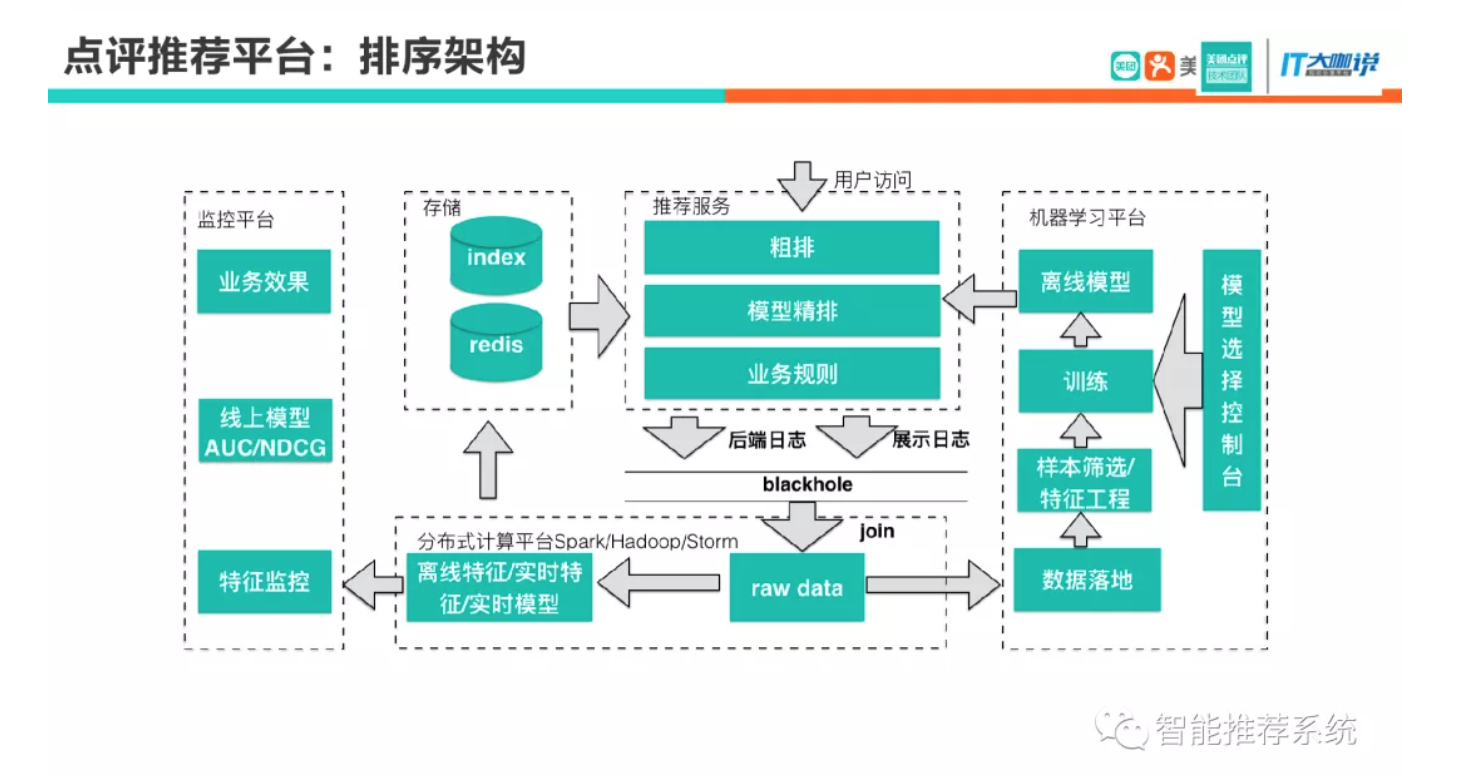 点评推荐平台：排序架构
美团
美
美团点评
技术团队
IT大咖说
用户访问
监控平台
业务效果
线上模型
AUC/NDCG
特征监控
存储
index
redis
推荐服务
粗排
模型精排
业务规则
后端日志
展示日志
blackhole
join
分布式计算平台Spark/Hadoop/Storm
离线特征/实时特
征/实时模型
raw data
机器学习平台
离线模型
训练
样本筛选/
特征工程
数据落地
模
型
选
择
控
制
台
智能推荐系统